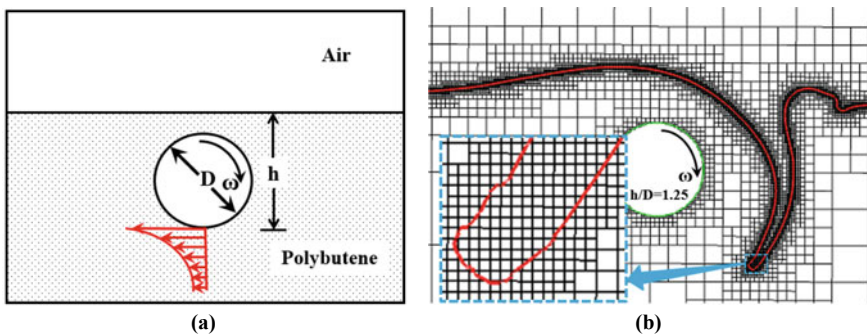 Air
h
D
ω
Polybutene
(a)
ω
h/D=1.25
(b)